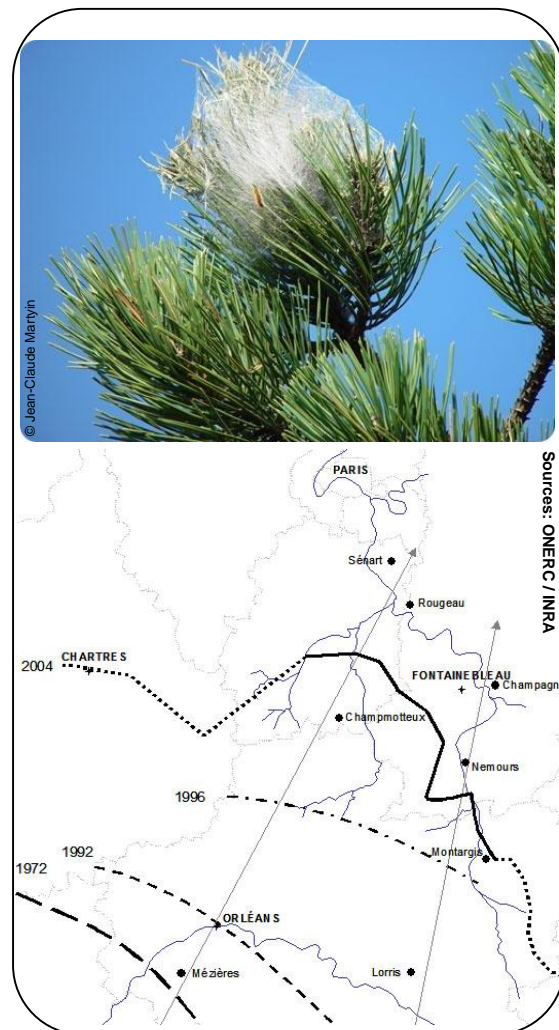 © Jean-Claude Martyin
Sources: ONERC / INRA
PARIS
Sénart
Rougeau
2004
CHARTRES
FONTAINEBLEAU
Champagn
Champmotteux
Nemours
1996
Montargis
1992
1972
ORLÉANS
Mézières
Lorris